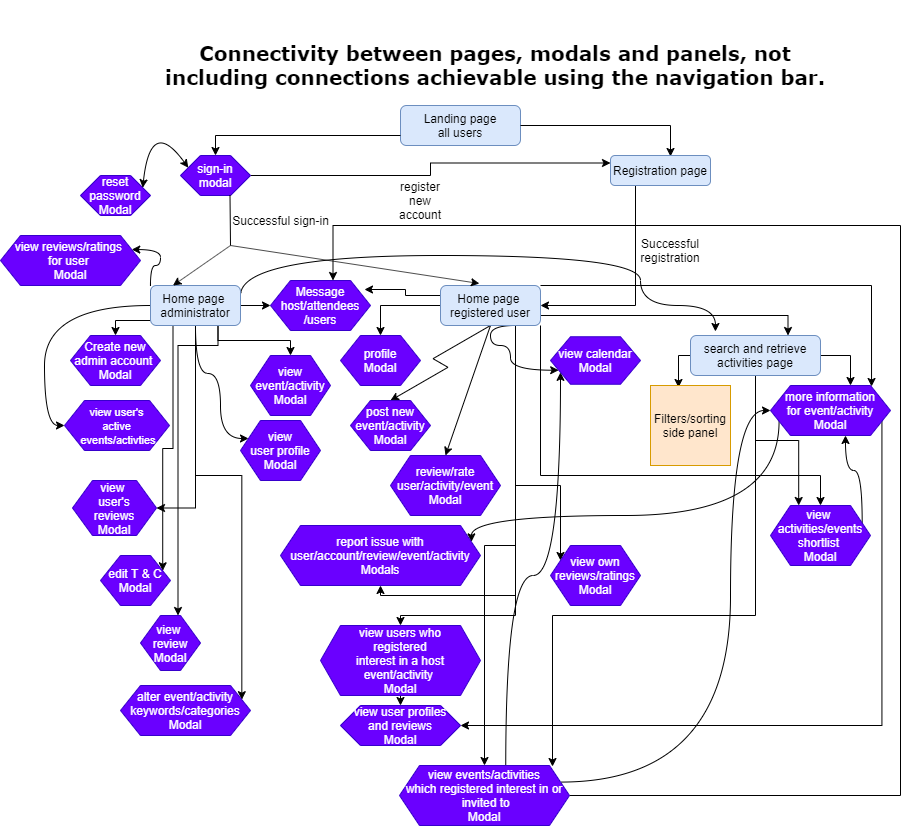 Connectivity between pages, modals and panels, not
including connections achievable using the navigation bar.
Landing page
all users
sign-in
modal
Registration page
reset
password
Modal
register
new
account
Successful sign-in
Successful
registration
view reviews/ratings
for user
Modal
Home page
administrator
Message
host/attendees
/users
Home page
registered user
Create new
admin account
Modal
view
event/activity
Modal
profile
Modal
view calendar
Modal
search and retrieve
activities page
view user's
active
events/activties
view
user profile
Modal
post new
event/activity
Modal
Filters/sorting
side panel
more information
for event/activity
Modal
view
user's
reviews
Modal
review/rate
user/activity/event
Modal
view
activities/events
shortlist
Modal
edit T & C
Modal
report issue with
user/account/review/event/activity
Modals
view own
reviews/ratings
Modal
view
review
Modal
view users who
registered
interest in a host
event/activity
Modal
alter event/activity
keywords/categories
Modal
view user profiles
and reviews
Modal
view events/activities
which registered interest in or
invited to
Modal